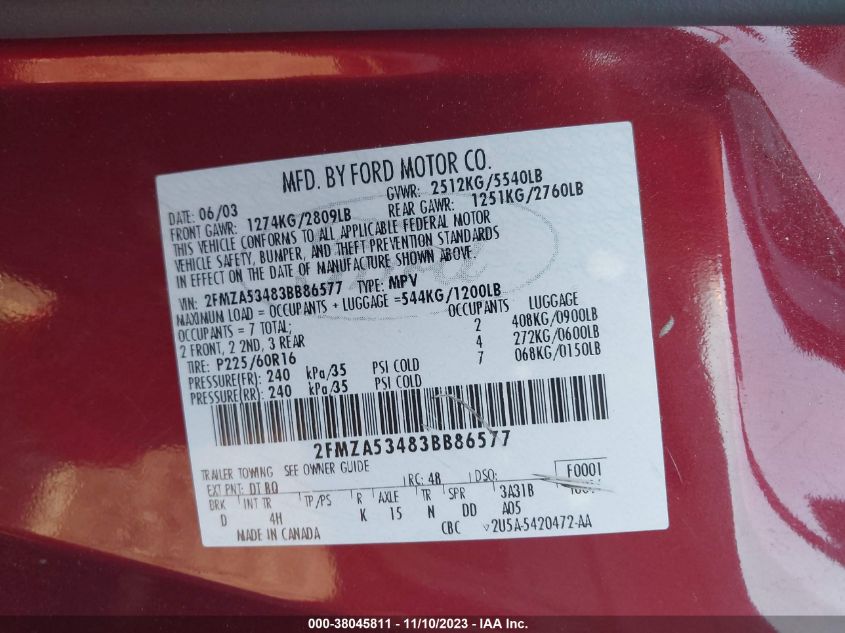 MFD. BY FORD MOTOR CO.
DATE: 06/03 GVWR: 2512KG/5540LB
FRONT GAWR: 1274KG/2809LB REAR GAWR: 1251KG/2760LB
THIS VEHICLE CONFORMS TO ALL APPLICABLE FEDERAL MOTOR
VEHICLE SAFETY, BUMPER, AND THEFT PREVENTION STANDARDS
IN EFFECT ON THE DATE OF MANUFACTURE SHOWN ABOVE.
VIN: 2FMZA53483BB86577 TYPE: MPV
MAXIMUM LOAD = OCCUPANTS + LUGGAGE =544KG/1200LB
OCCUPANTS = 7 TOTAL; OCCUPANTS LUGGAGE
2 FRONT, 2 2ND, 3 REAR 2 408KG/0900LB
TIRE: P225/60R16 4 272KG/0600LB
PRESSURE(FR): 240 kPa/35 PSI COLD 7 068KG/0150LB
PRESSURE(RR): 240 kPa/35 PSI COLD
2FMZA53483BB86577
TRAILER TOWING SEE OWNER GUIDE
EXT PNT: DT BQ RC: 48 DSO: F0001
BRK INT TR TP/PS R AXLE TR SPR 3A31B
D 4H K 15 N DD A05
MADE IN CANADA CBC V2U5A-5420472-AA
000-38045811 - 11/10/2023 - IAA Inc.